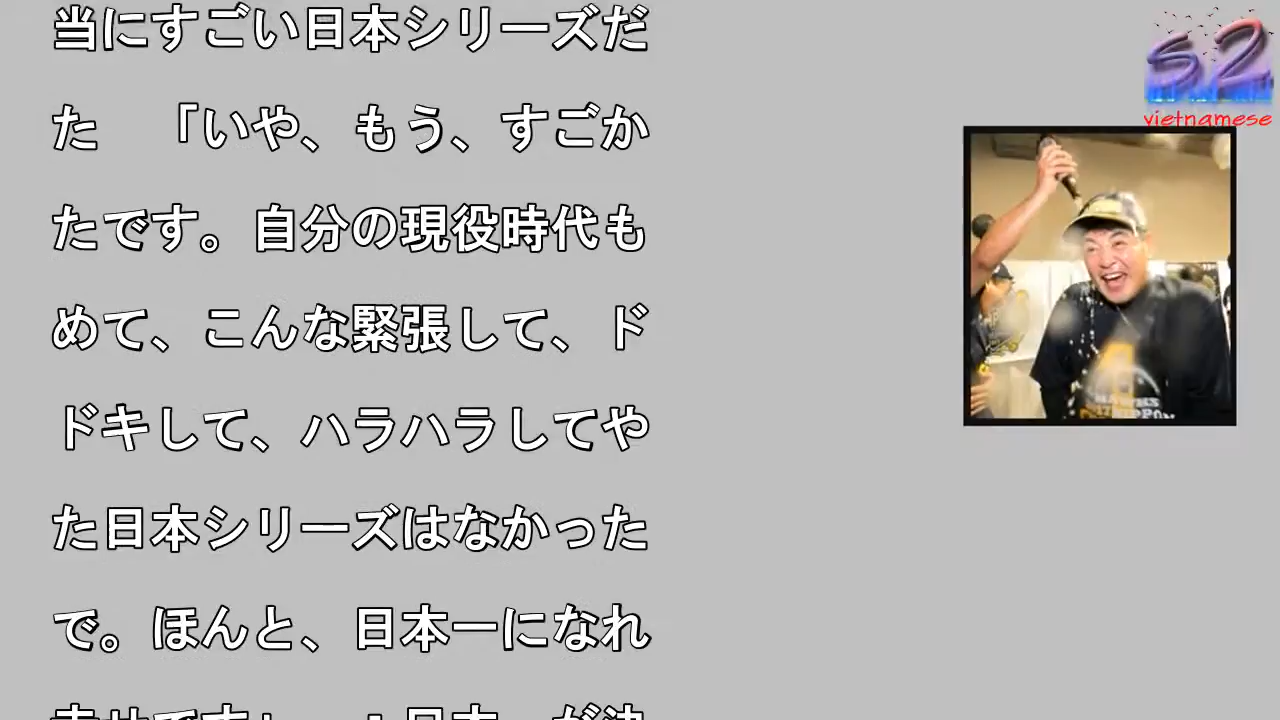 当にすごい日本シリーズだ
た　「いや、もう、すごか
たです。自分の現役時代も
めて、こんな緊張して、ド
ドキして、ハラハラしてや
た日本シリーズはなかった
で。ほんと、日本一になれ
s2
vietnamese
HAWKS
NIPPON